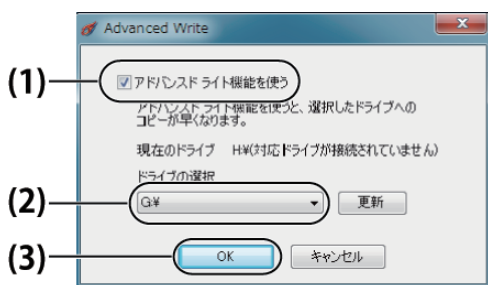 Advanced Write
(1)
アドバンスド ライト機能を使う
アドバンスド ライト機能を使うと、選択したドライブへの
コピーが早くなります。
現在のドライブ H:¥(対応ドライブが接続されていません)
ドライブの選択
(2)
G:¥
更新
(3)
OK
キャンセル